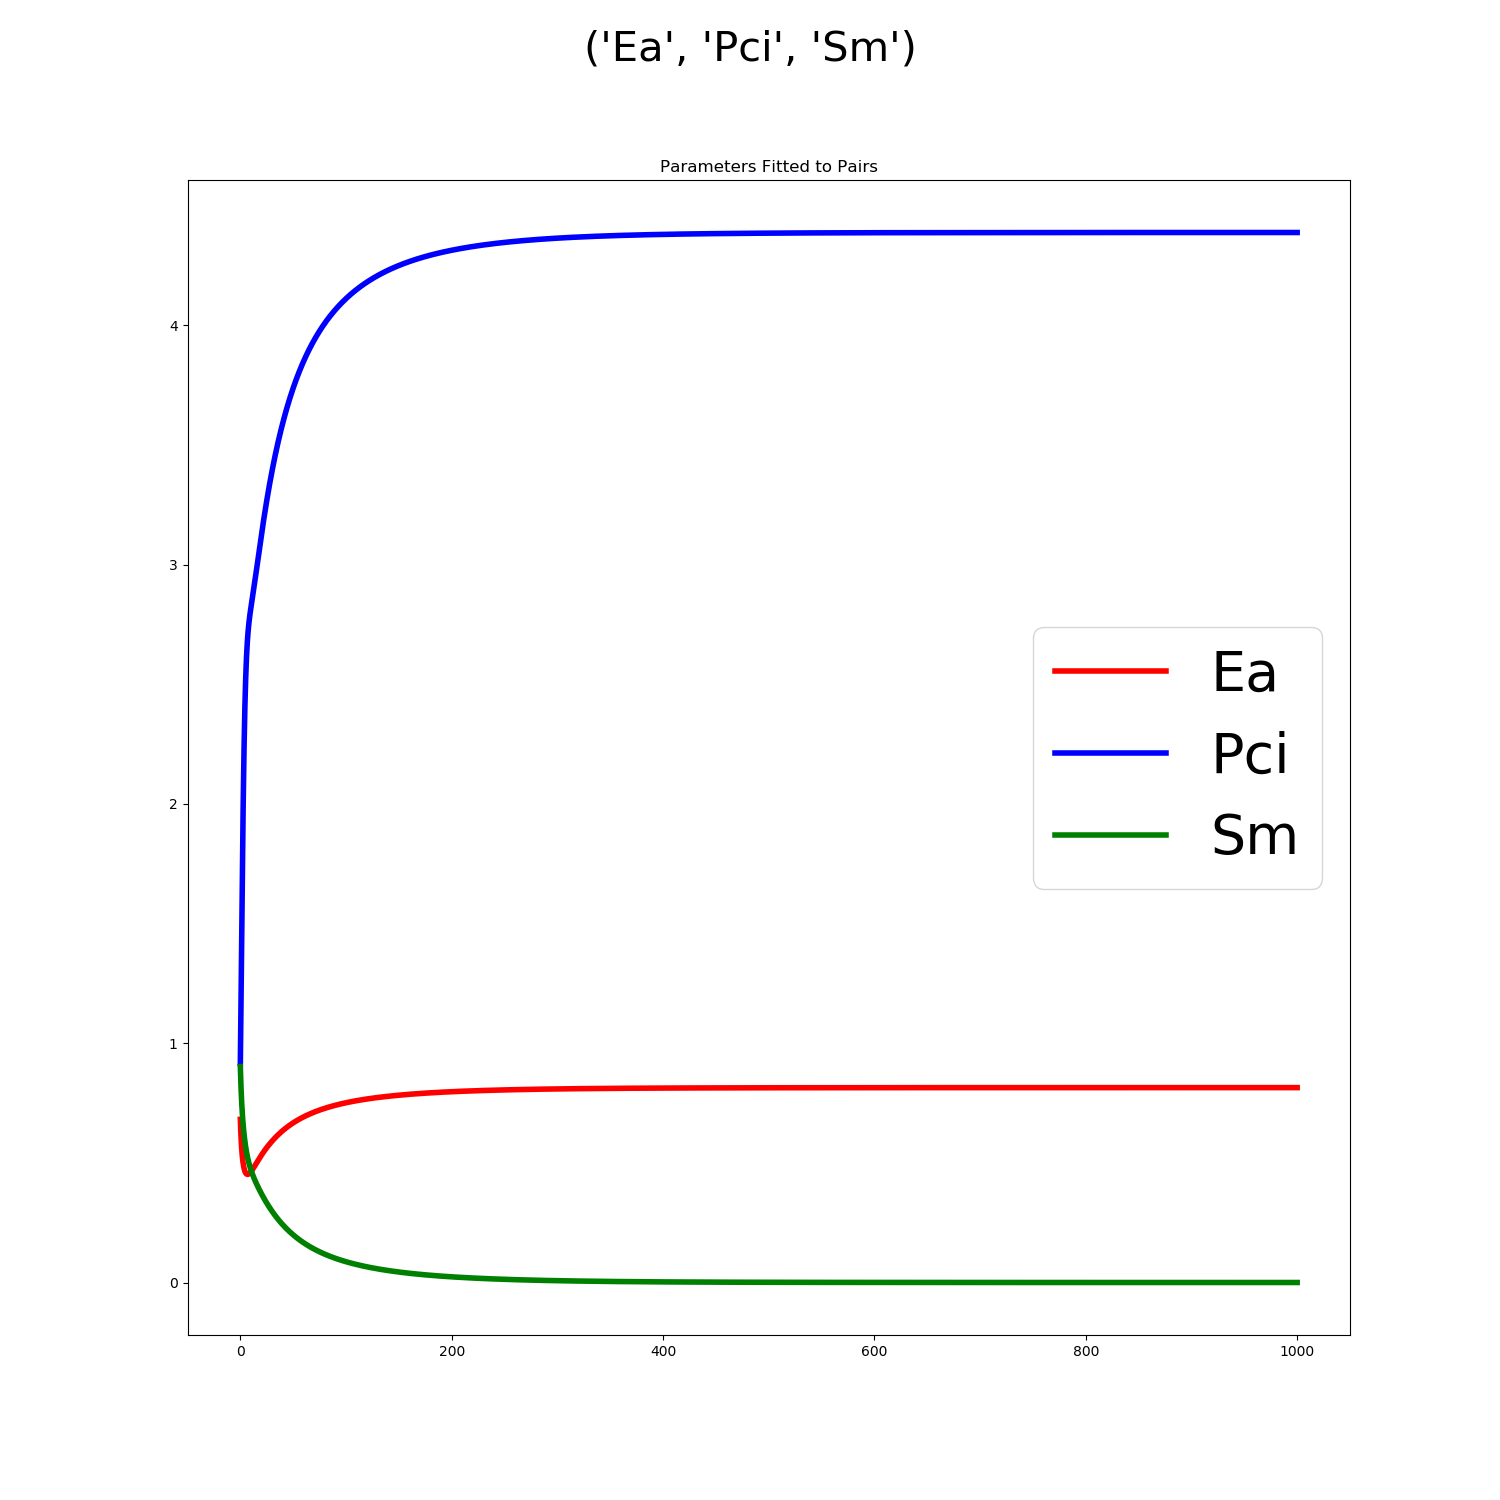 ('Ea', 'Pci', 'Sm')
Parameters Fitted to Pairs
4
3
2
1
0
Ea
Pci
Sm
0 200 400 600 800 1000